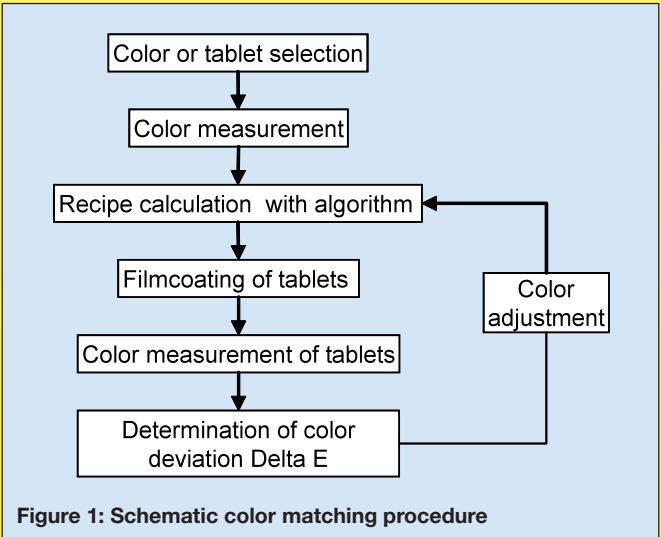 Color or tablet selection
Color measurement
Recipe calculation with algorithm
Filmcoating of tablets
Color
adjustment
Color measurement of tablets
Determination of color
deviation Delta E
Figure 1: Schematic color matching procedure